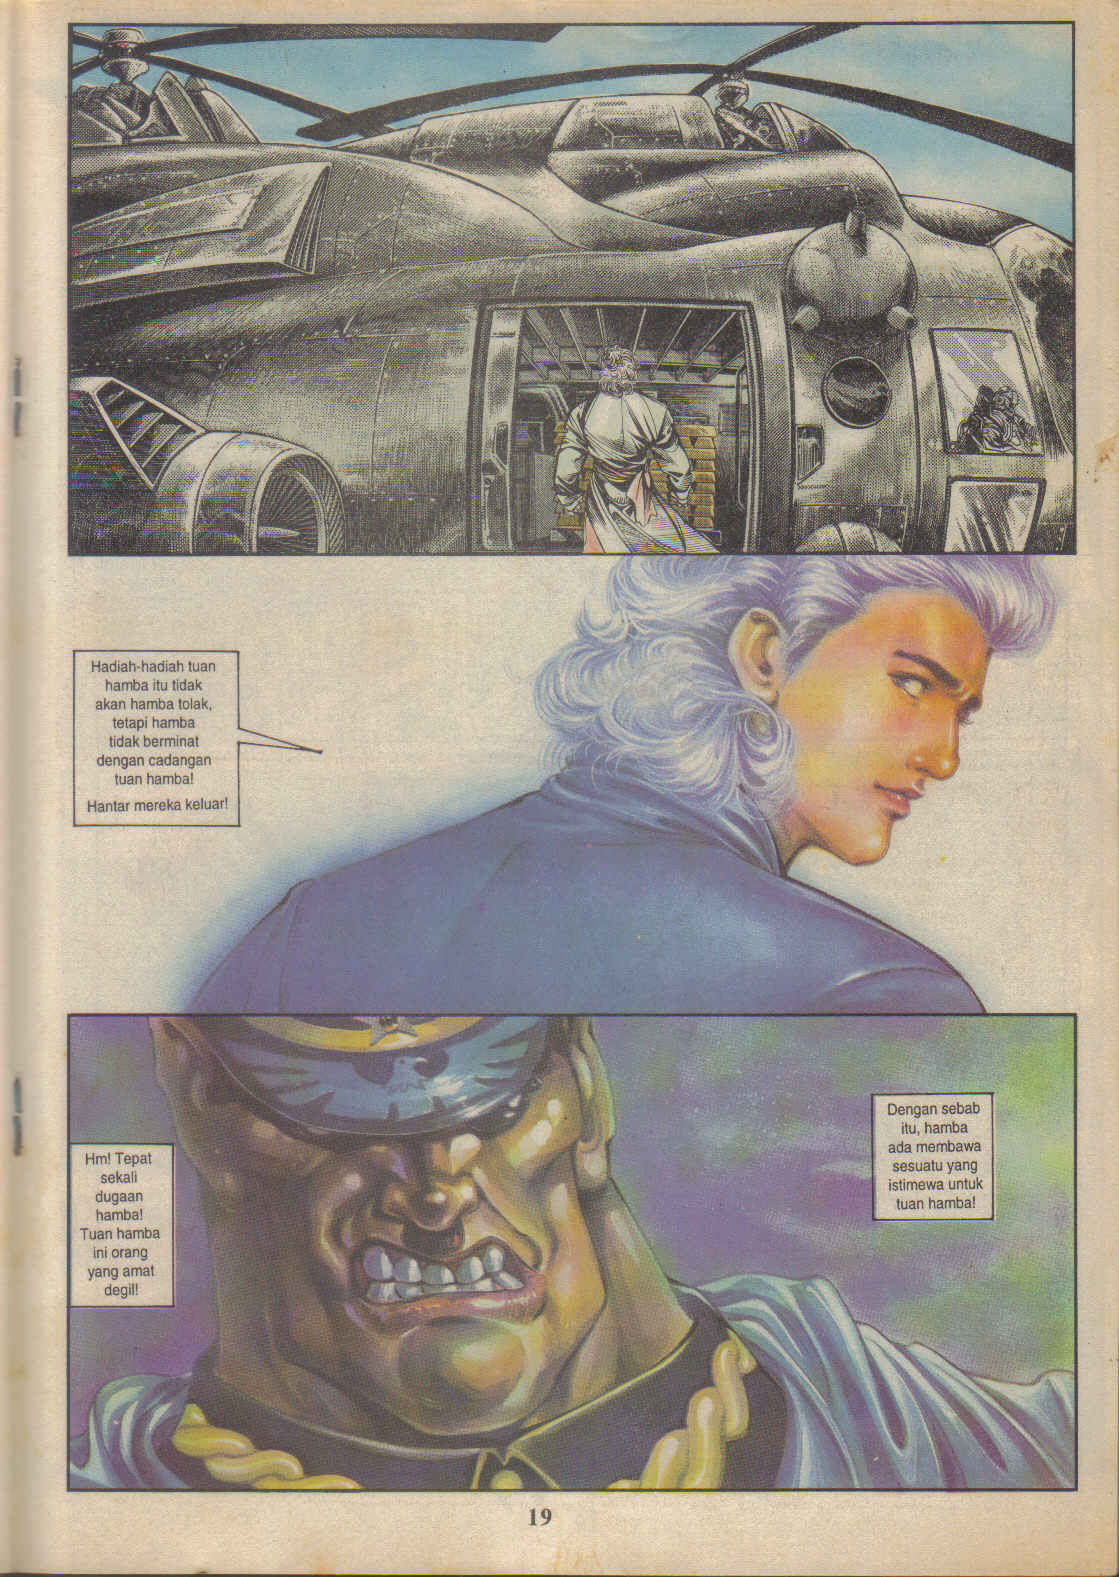 Hadiah-hadiah tuan
hamba itu tidak
akan hamba tolak,
tetapi hamba
tidak berminat
dengan cadangan
tuan hamba!
Hantar mereka keluar!
Hm! Tepat
sekali
dugaan
hamba!
Tuan hamba
ini orang
yang amat
degil!
Dengan sebab
itu, hamba
ada membawa
sesuatu yang
istimewa untuk
tuan hamba!
19